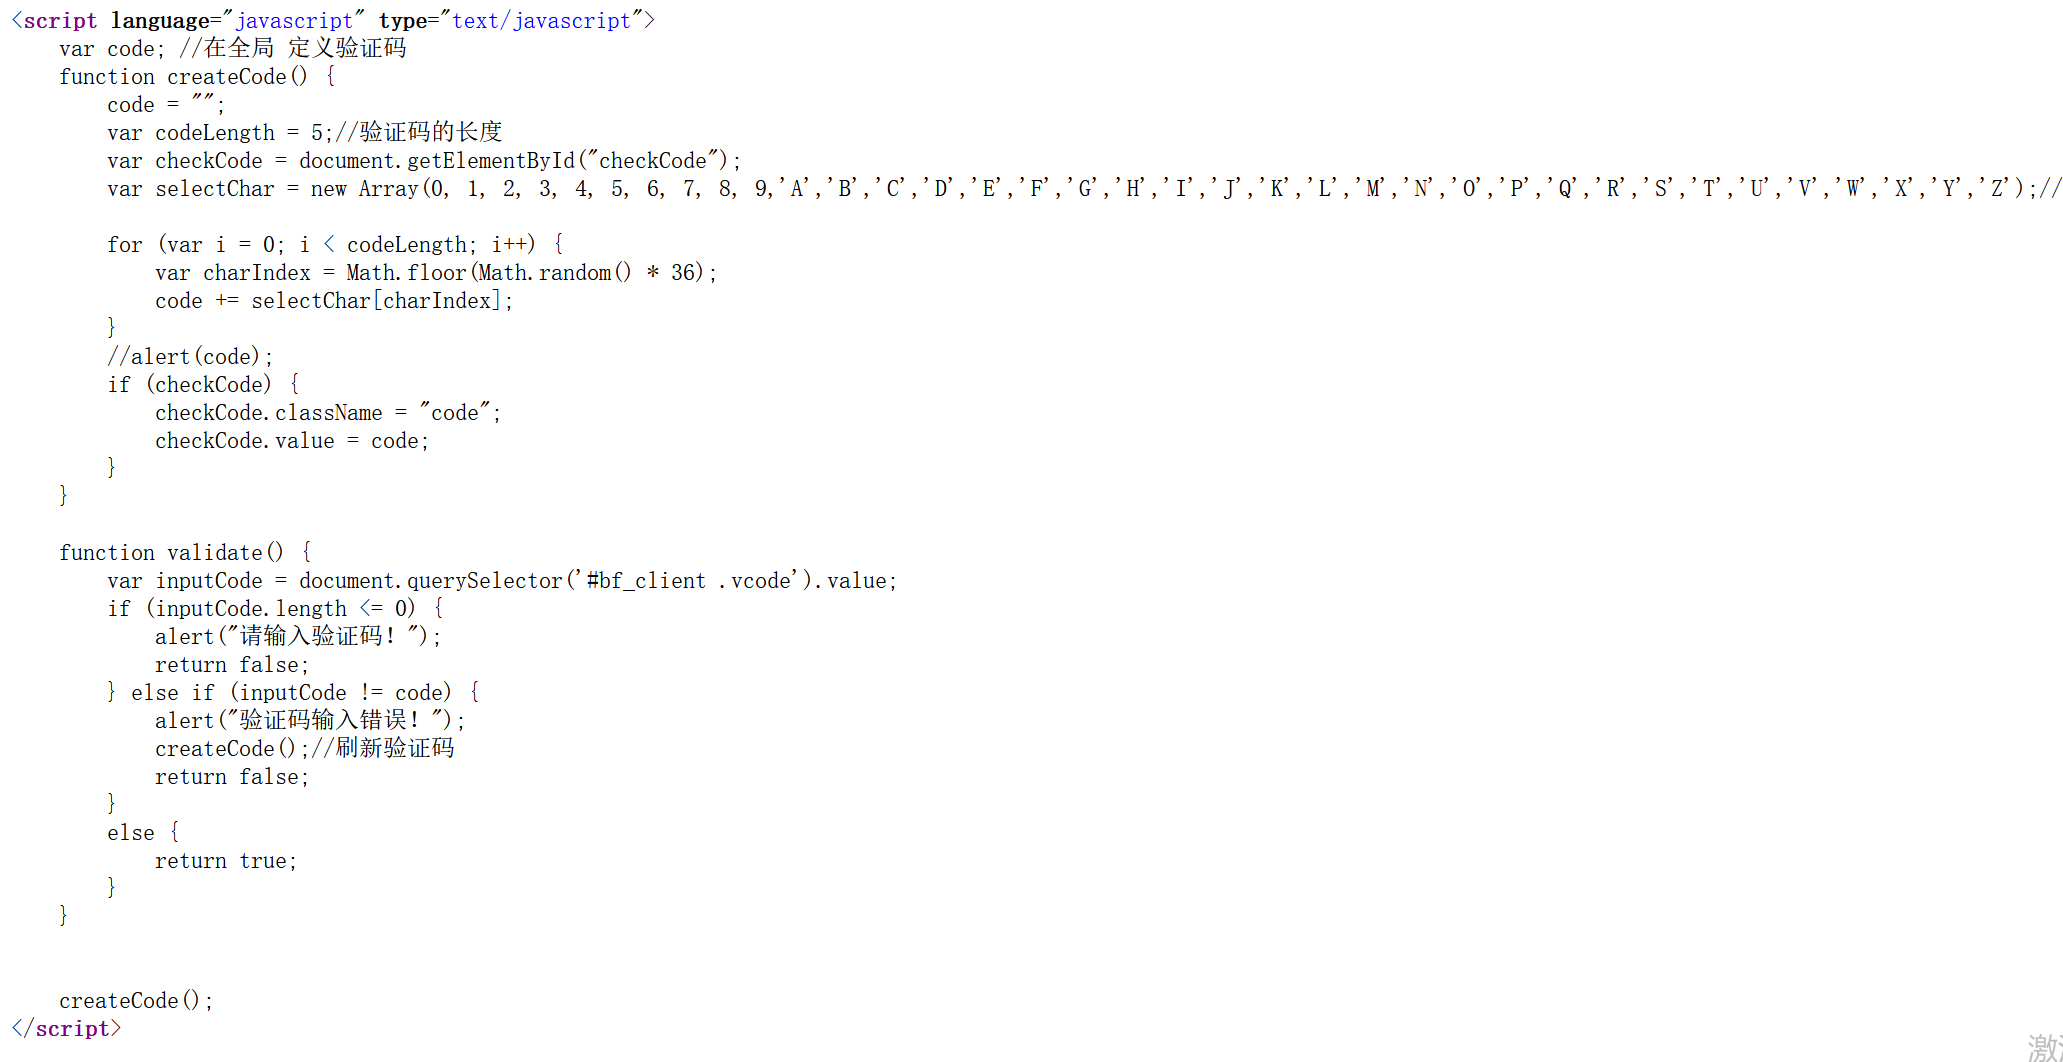 <script language="javascript" type="text/javascript">
    var code; //在全局 定义验证码
    function createCode() {
        code = "";
        var codeLength = 5;//验证码的长度
        var checkCode = document.getElementById("checkCode");
        var selectChar = new Array(0, 1, 2, 3, 4, 5, 6, 7, 8, 9,'A','B','C','D','E','F','G','H','I','J','K','L','M','N','O','P','Q','R','S','T','U','V','W','X','Y','Z');//
        for (var i = 0; i < codeLength; i++) {
            var charIndex = Math.floor(Math.random() * 36);
            code += selectChar[charIndex];
        }
        //alert(code);
        if (checkCode) {
            checkCode.className = "code";
            checkCode.value = code;
        }
    }
    function validate() {
        var inputCode = document.querySelector('#bf_client .vcode').value;
        if (inputCode.length <= 0) {
            alert("请输入验证码！");
            return false;
        } else if (inputCode != code) {
            alert("验证码输入错误！");
            createCode();//刷新验证码
            return false;
        }
        else {
            return true;
        }
    }
    createCode();
</script>
激